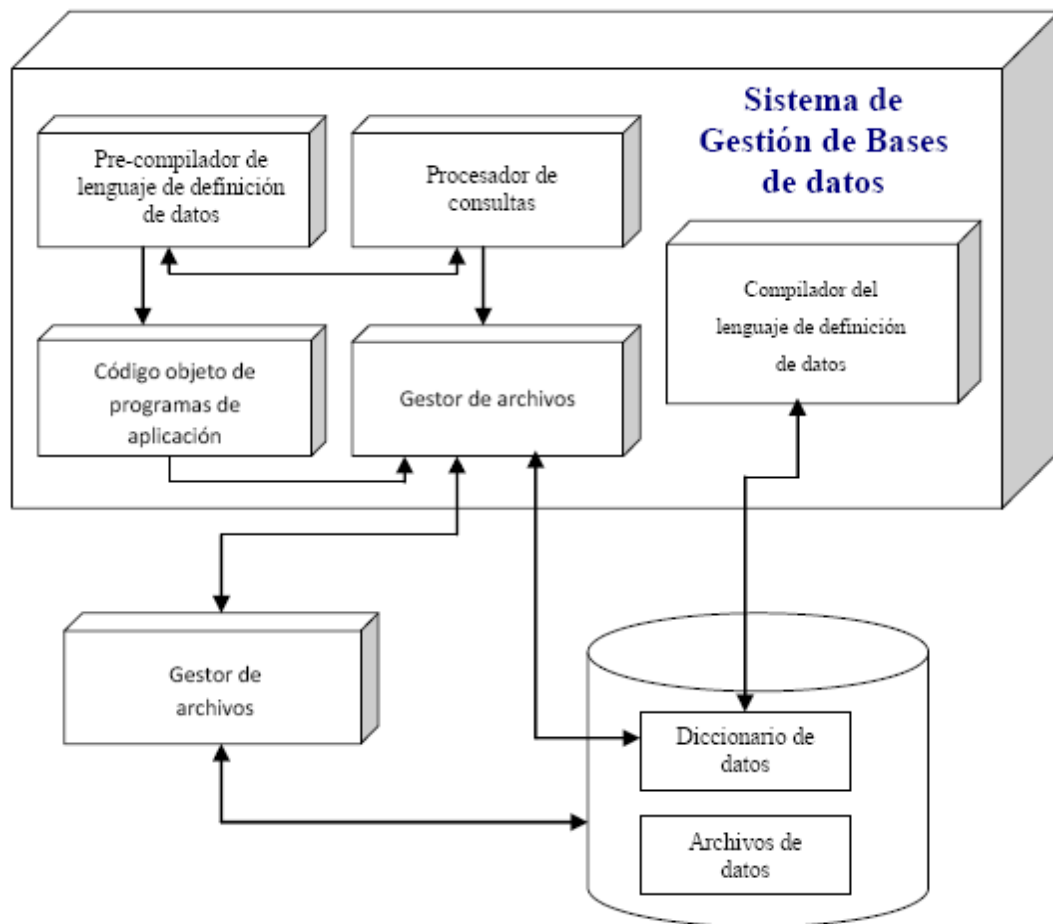 Sistema de
Gestión de Bases
de datos
Pre-compilador de
lenguaje de definición
de datos
Procesador de
consultas
Compilador del
lenguaje de definición
de datos
Código objeto de
programas de
aplicación
Gestor de archivos
Gestor de
archivos
Diccionario de
datos
Archivos de
datos